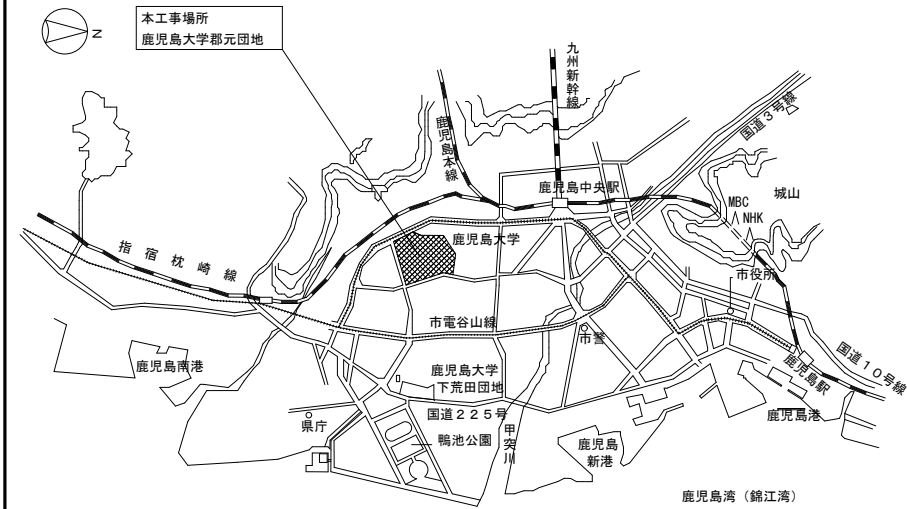 本工事場所
鹿児島大学郡元団地
N
九州新幹線
鹿児島本線
国道3号線
鹿児島中央駅
城山
MBC
NHK
鹿児島大学
指宿枕崎線
市役所
市電谷山線
市警
国道10号線
鹿児島駅
鹿児島南港
鹿児島大学
下荒田団地
国道225号
鹿児島港
県庁
鴨池公園
甲突川
鹿児島
新港
鹿児島湾（錦江湾）